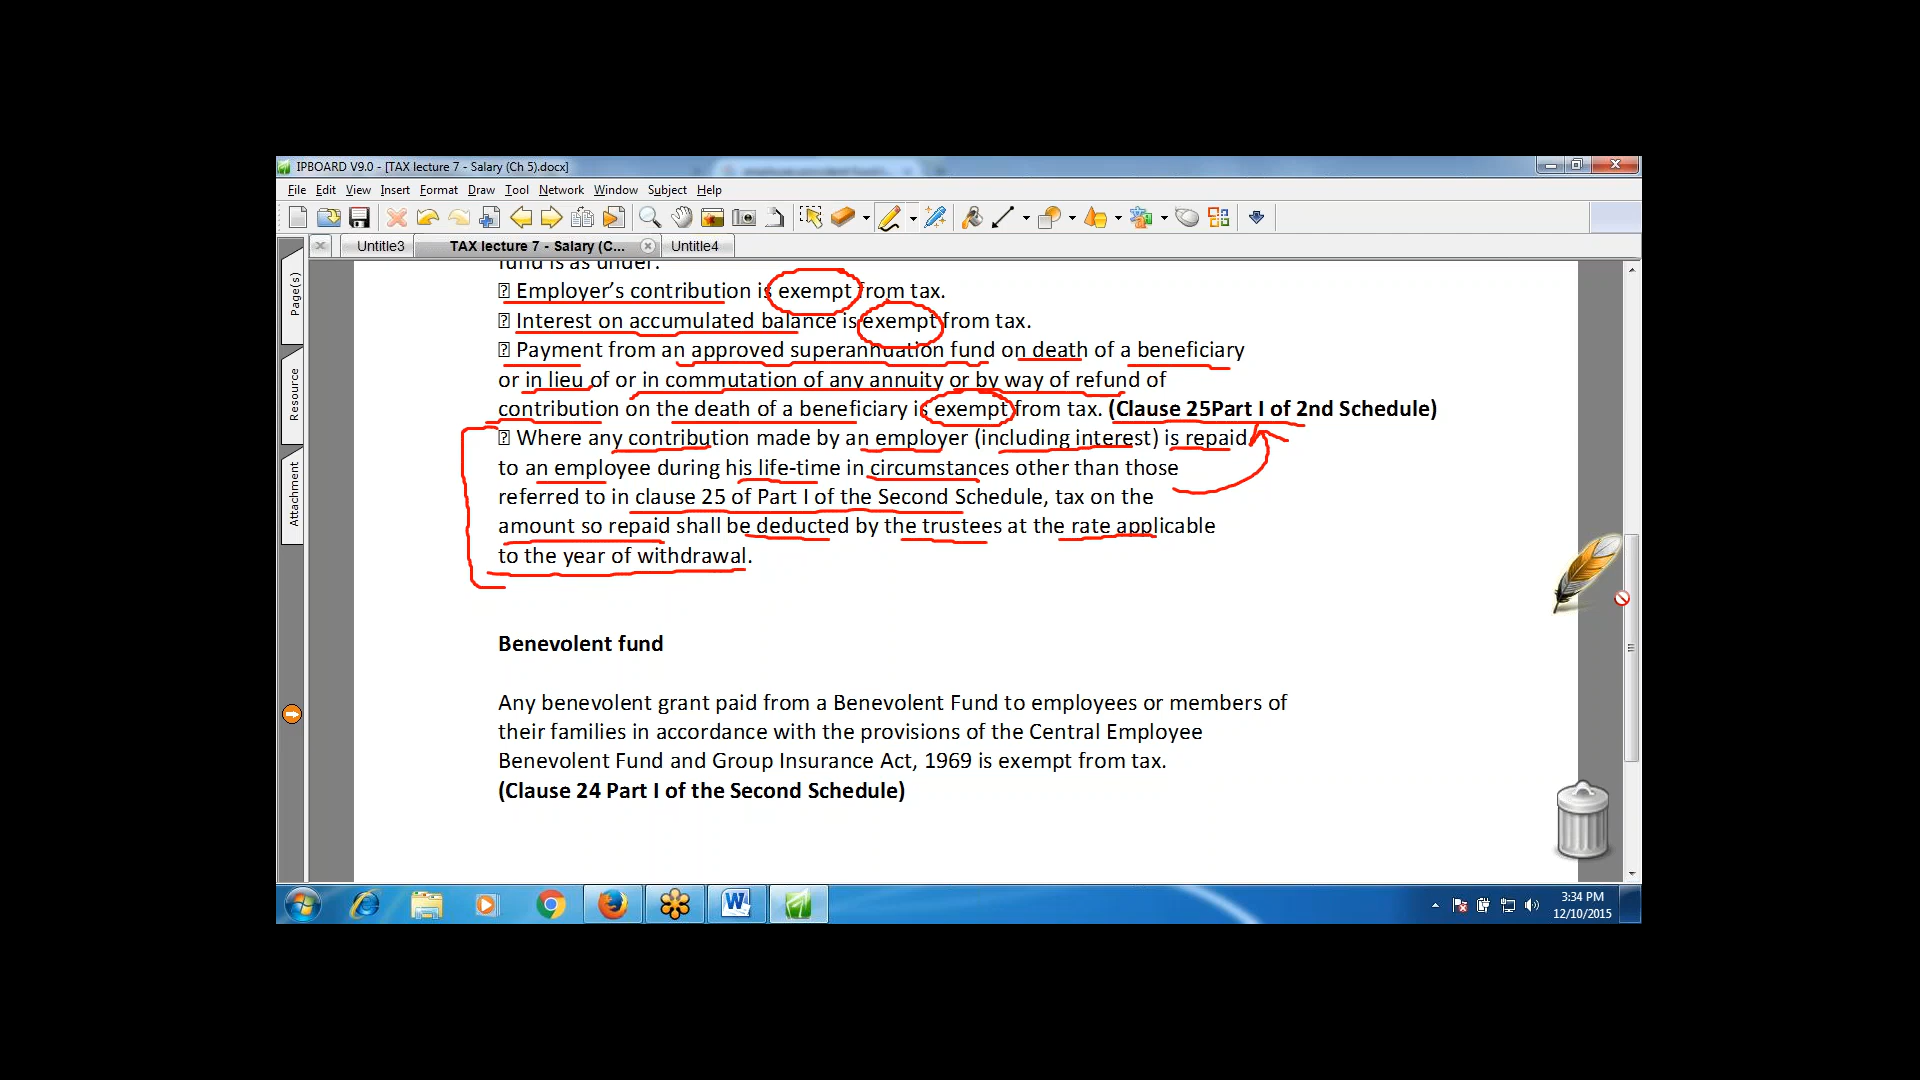 IPBOARD V9.0 - [TAX lecture 7 - Salary (Ch 5).docx]
File Edit View Insert Format Draw Tool Network Window Subject Help
Untitle3 TAX lecture 7 - Salary (C... Untitle4
Page(s)
Resource
Attachment
fund is as under:
Employer’s contribution is exempt from tax.
Interest on accumulated balance is exempt from tax.
Payment from an approved superannuation fund on death of a beneficiary
or in lieu of or in commutation of any annuity or by way of refund of
contribution on the death of a beneficiary is exempt from tax. (Clause 25Part I of 2nd Schedule)
Where any contribution made by an employer (including interest) is repaid
to an employee during his life-time in circumstances other than those
referred to in clause 25 of Part I of the Second Schedule, tax on the
amount so repaid shall be deducted by the trustees at the rate applicable
to the year of withdrawal.
Benevolent fund
Any benevolent grant paid from a Benevolent Fund to employees or members of
their families in accordance with the provisions of the Central Employee
Benevolent Fund and Group Insurance Act, 1969 is exempt from tax.
(Clause 24 Part I of the Second Schedule)
3:34 PM
12/10/2015